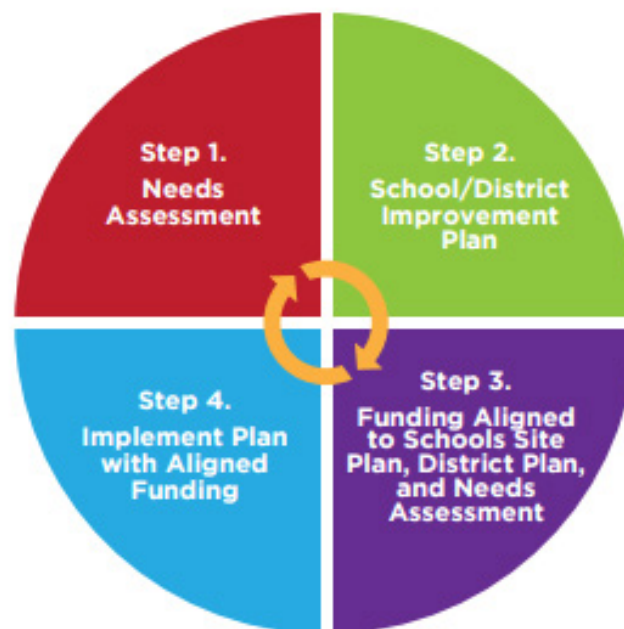 Step 1.
Needs
Assessment
Step 2.
School/District
Improvement
Plan
Step 3.
Funding Aligned
to Schools Site
Plan, District Plan,
and Needs
Assessment
Step 4.
Implement Plan
with Aligned
Funding